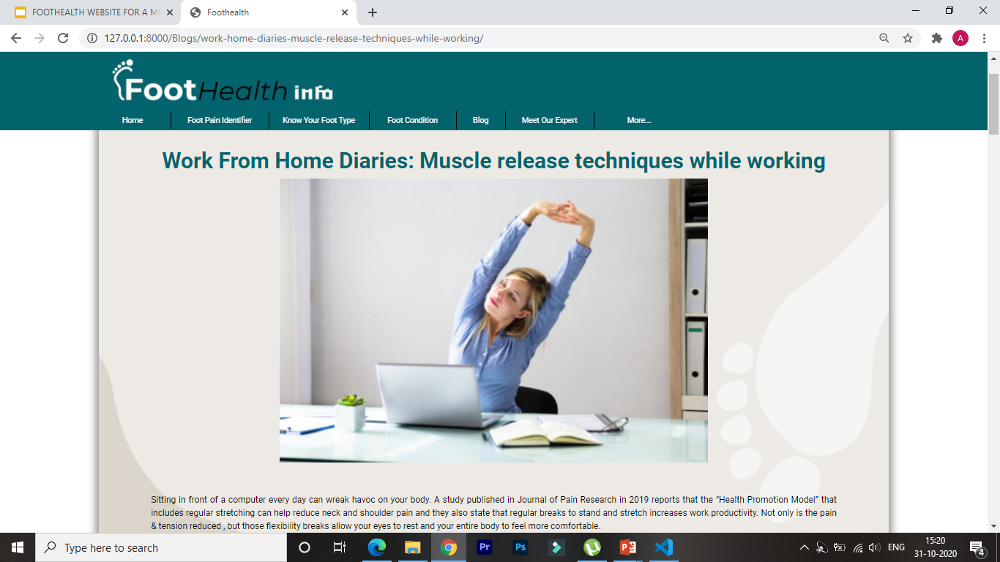 FOOTHEALTH WEBSITE FOR A ME
Foothealth
127.0.0.1:8000/Blogs/work-home-diaries-muscle-release-techniques-while-working/
A
FootHealth info
Home Foot Pain Identifier Know Your Foot Type Foot Condition Blog Meet Our Expert More...
Work From Home Diaries: Muscle release techniques while working
Sitting in front of a computer every day can wreak havoc on your body. A study published in Journal of Pain Research in 2019 reports that the “Health Promotion Model” that
includes regular stretching can help reduce neck and shoulder pain and they also state that regular breaks to stand and stretch increases work productivity. Not only is the pain
& tension reduced , but those flexibility breaks allow your eyes to rest and your entire body to feel more comfortable.
Type here to search
Pr
Ps
ENG
15:20
31-10-2020
4